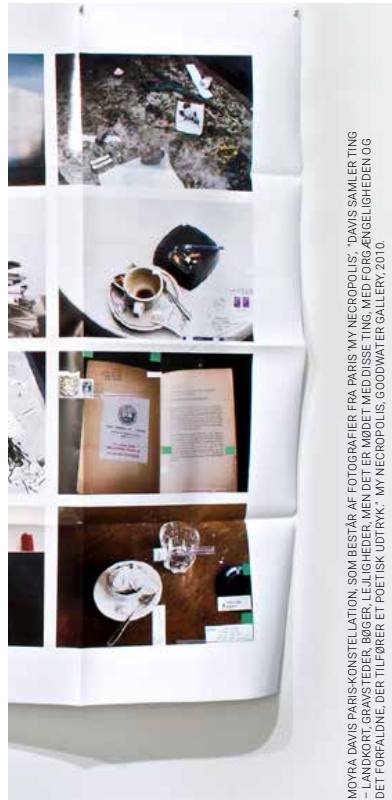 MOYRA DAVIS PARIS-KONSTELLATION, SOM BESTÅR AF FOTOGRAFIER FRA PARIS 'MY NECROPOLIS'. "DAVIS SAMLER TING
– LANDKORT, GRAVSTEDER, BØGER, LEJLIGHEDER, MEN DET ER MØDET MED DISSE TING, MED FORGÆNGELIGHEDEN OG
DET FORFALDNE, DER TILFØRER ET POETISK UDTRYK." MY NECROPOLIS, GOODWATER GALLERY, 2010.